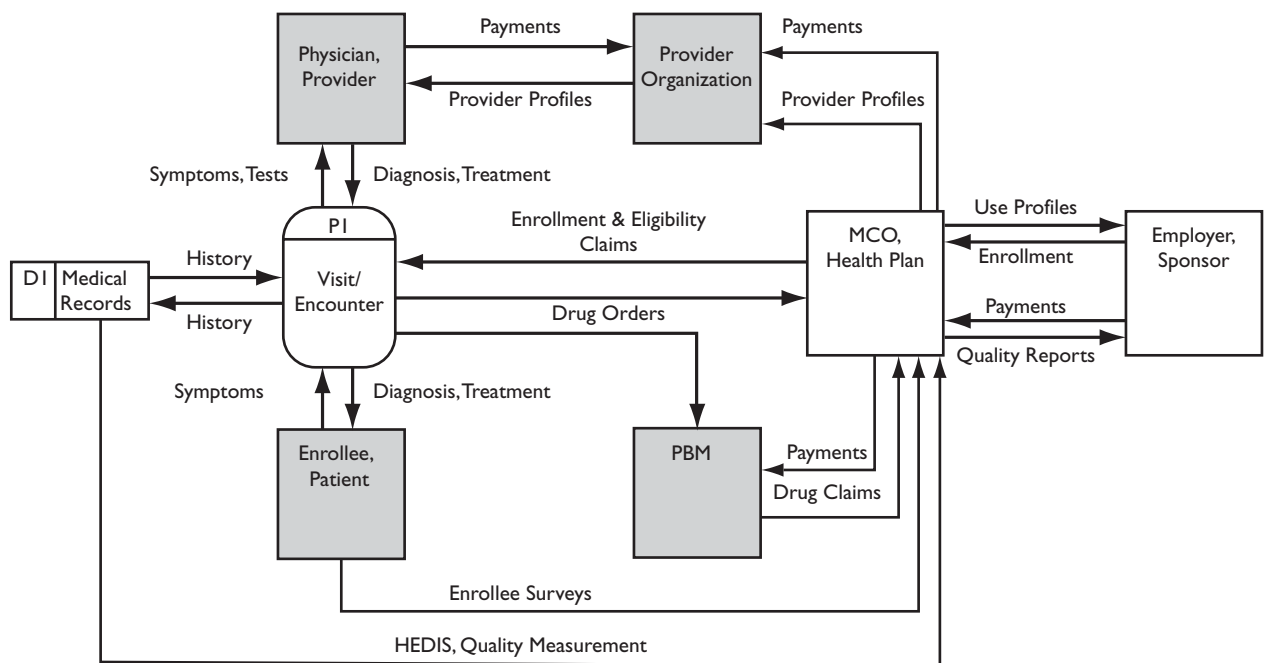 Payments
Payments
Physician,
Provider
Provider
Organization
Provider Profiles
Provider Profiles
Symptoms, Tests
Diagnosis, Treatment
P1
Enrollment & Eligibility
Claims
Use Profiles
MCO,
Health Plan
Employer,
Sponsor
Enrollment
History
D1
Medical
Records
Visit/
Encounter
Drug Orders
Payments
History
Quality Reports
Symptoms
Diagnosis, Treatment
Enrollee,
Patient
PBM
Payments
Drug Claims
Enrollee Surveys
HEDIS, Quality Measurement